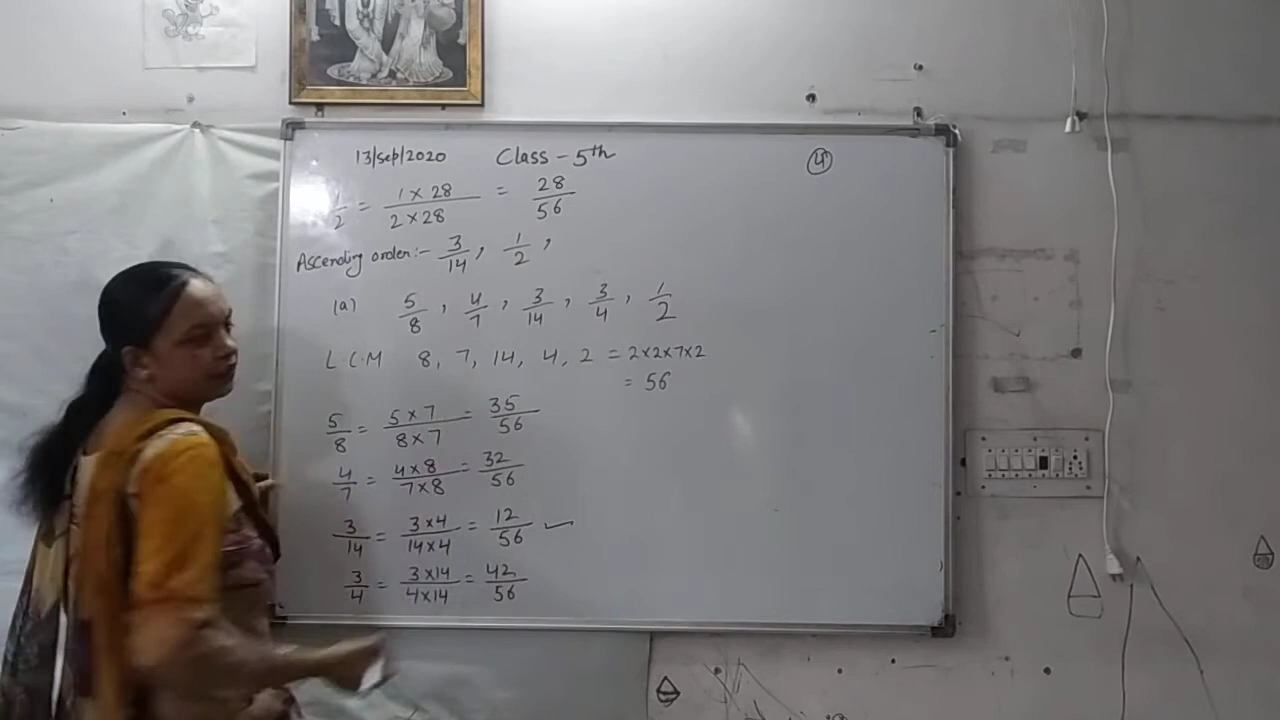 13/sep/2020 Class - 5th (4)
1/2 = 1 × 28 / 2 × 28 = 28/56
Ascending order:- 3/14, 1/2,
(a) 5/8, 4/7, 3/14, 3/4, 1/2
L.C.M 8, 7, 14, 4, 2 = 2×2×7×2
= 56
5/8 = 5 × 7 / 8 × 7 = 35/56
4/7 = 4 × 8 / 7 × 8 = 32/56
3/14 = 3 × 4 / 14 × 4 = 12/56 ✓
3/4 = 3 × 14 / 4 × 14 = 42/56